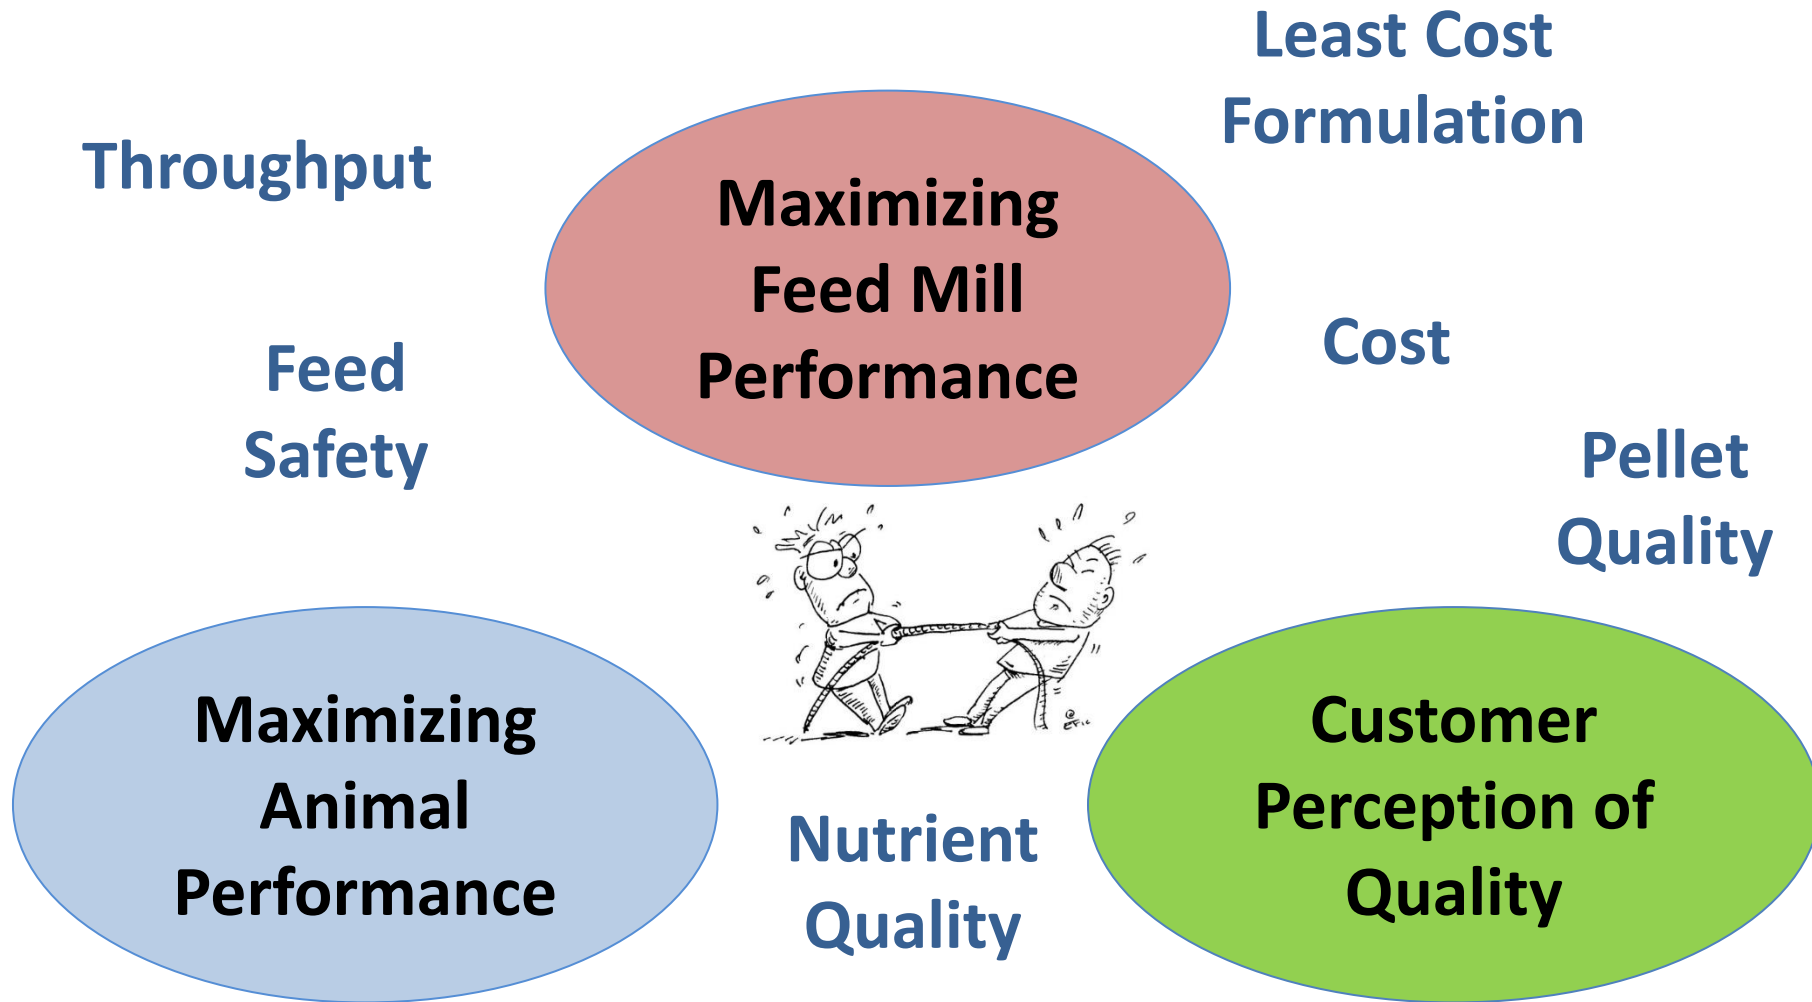 Least Cost
Formulation
Throughput
Maximizing
Feed Mill
Performance
Feed
Safety
Cost
Pellet
Quality
Maximizing
Animal
Performance
Nutrient
Quality
Customer
Perception of
Quality